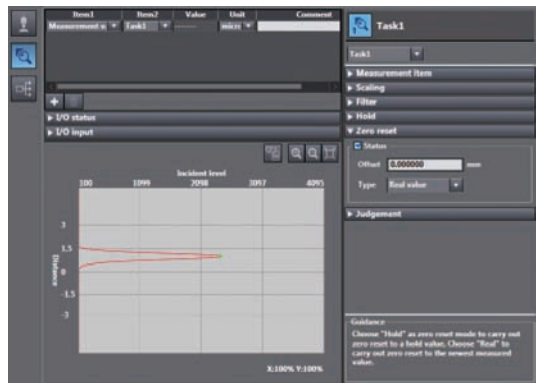 Item1 Item2 Value Unit Comment
Measurement v Task1 ------ micro
I/O status
I/O input
Incident level
100 1099 2098 3097 4095
3
1.5
0
-1.5
-3
Distance
X:100% Y:100%
Task1
Task1
Measurement Item
Scaling
Filter
Hold
Zero reset
Status
Offset 0.000000 mm
Type Real value
Judgement
Guidance
Choose "Hold" as zero reset mode to carry out
zero reset to a hold value. Choose "Real" to
carry out zero reset to the newest measured
value.